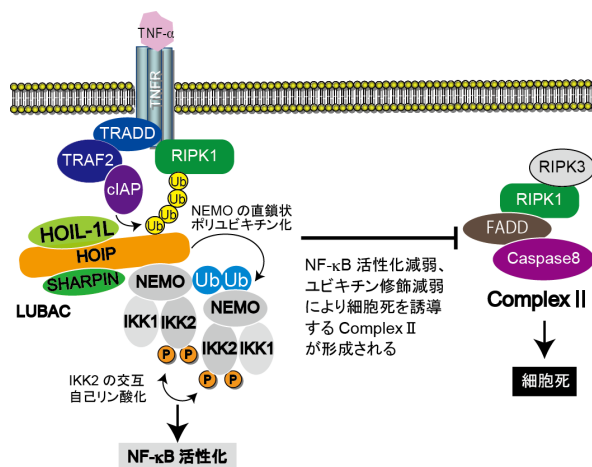 TNF-α
TNFR
TRADD
TRAF2
RIPK1
cIAP
Ub
Ub
Ub
Ub
NEMO の直鎖状
ポリユビキチン化
HOIL-1L
HOIP
SHARPIN
LUBAC
NEMO
Ub
Ub
NEMO
IKK1
IKK2
IKK2
IKK1
P
P
P
P
IKK2 の交互
自己リン酸化
NF-κB 活性化
NF-κB 活性化減弱、
ユビキチン修飾減弱
により細胞死を誘導
する Complex Ⅱ
が形成される
RIPK3
RIPK1
FADD
Caspase8
Complex Ⅱ
細胞死